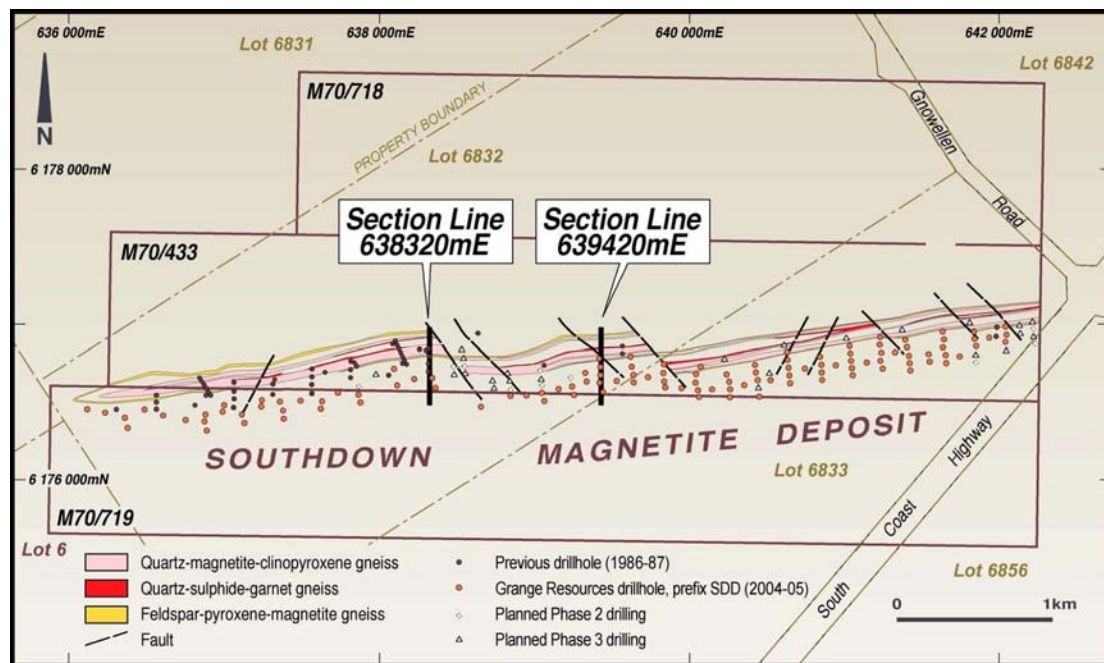 636 000mE
638 000mE
640 000mE
642 000mE
Lot 6831
Lot 6842
M70/718
N
PROPERTY BOUNDARY
Lot 6832
Gnowellen Road
6 178 000mN
Section Line
638320mE
Section Line
639420mE
M70/433
SOUTHDOWN MAGNETITE DEPOSIT
Lot 6833
6 176 000mN
South Coast Highway
M70/719
Lot 6
Lot 6856
Quartz-magnetite-clinopyroxene gneiss
Quartz-sulphide-garnet gneiss
Feldspar-pyroxene-magnetite gneiss
Fault
Previous drillhole (1986-87)
Grange Resources drillhole, prefix SDD (2004-05)
Planned Phase 2 drilling
Planned Phase 3 drilling
0 1km